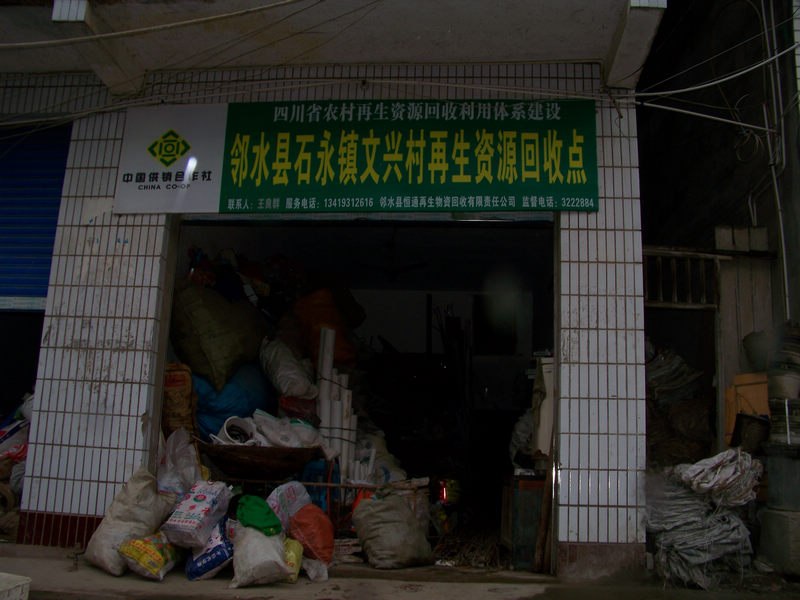 四川省农村再生资源回收利用体系建设
中国供销合作社
CHINA CO-OP
邻水县石永镇文兴村再生资源回收点
联系人：王良群 服务电话：13419312616 邻水县恒通再生物资回收有限责任公司 监督电话：3222884